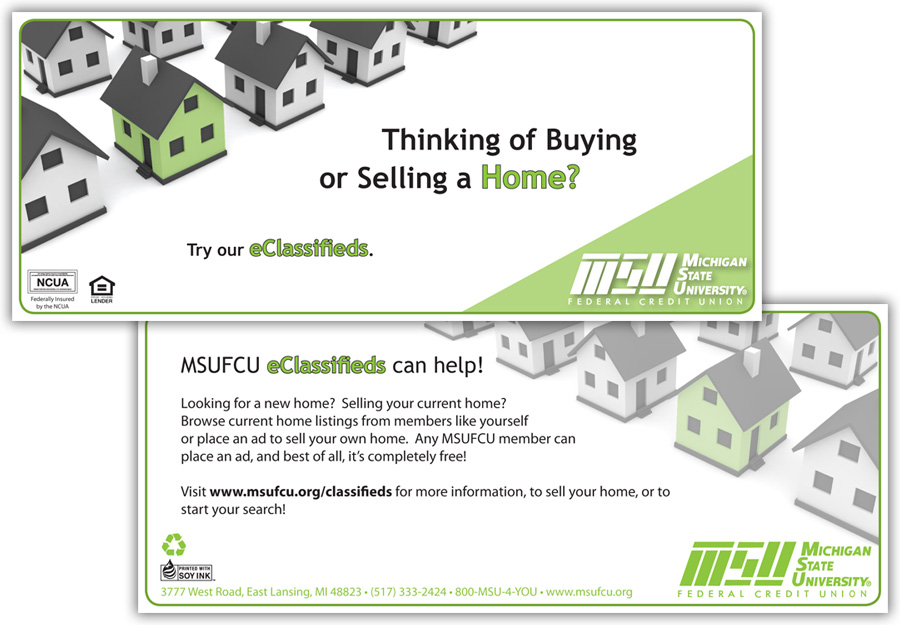 Thinking of Buying
or Selling a Home?
Try our eClassifieds.
NCUA
Federally Insured
by the NCUA
LENDER
MSU MICHIGAN
STATE
UNIVERSITY®
FEDERAL CREDIT UNION
MSUFCU eClassifieds can help!
Looking for a new home?  Selling your current home?
Browse current home listings from members like yourself
or place an ad to sell your own home.  Any MSUFCU member can
place an ad, and best of all, it's completely free!
Visit www.msufcu.org/classifieds for more information, to sell your home, or to
start your search!
PRINTED WITH
SOY INK
3777 West Road, East Lansing, MI 48823 • (517) 333-2424 • 800-MSU-4-YOU • www.msufcu.org
MSU MICHIGAN
STATE
UNIVERSITY®
FEDERAL CREDIT UNION